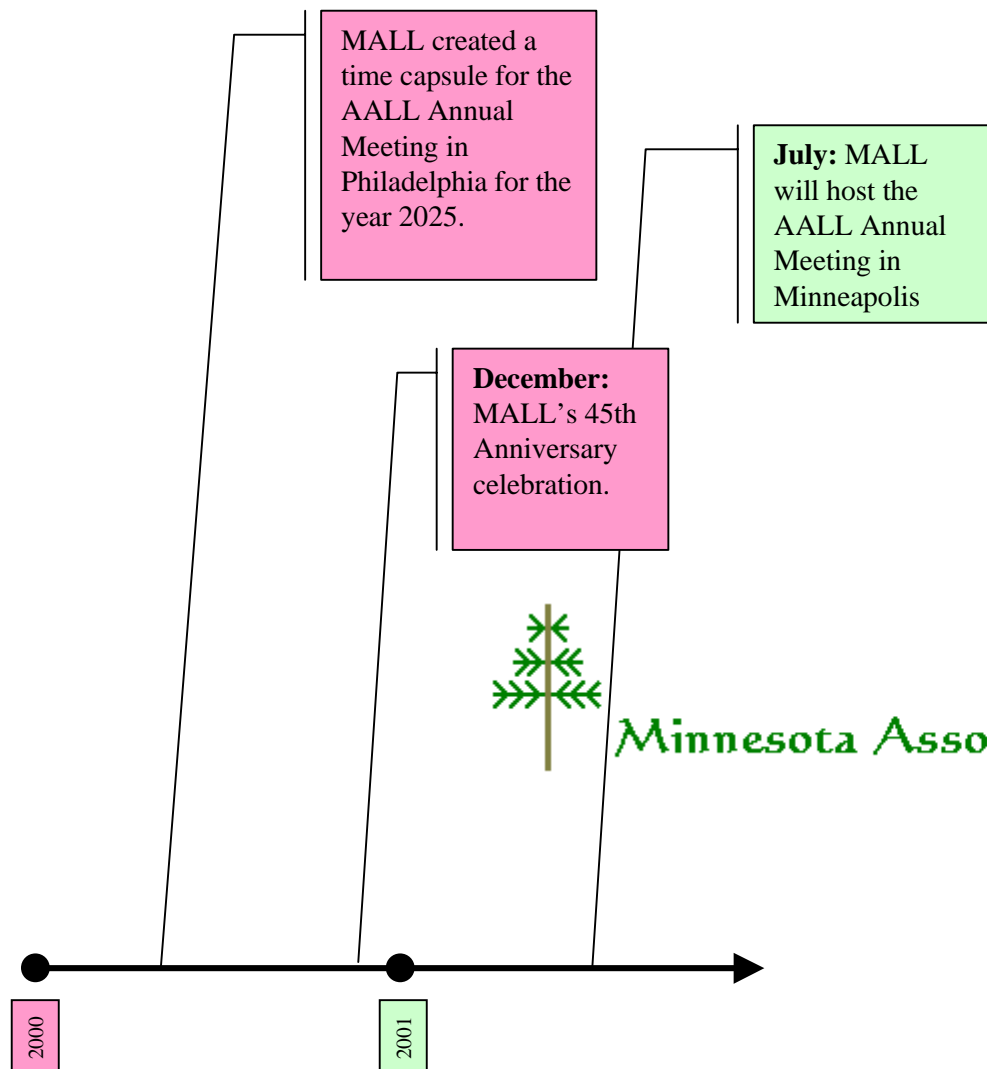 MALL created a
time capsule for the
AALL Annual
Meeting in
Philadelphia for the
year 2025.
July: MALL
will host the
AALL Annual
Meeting in
Minneapolis
December:
MALL’s 45th
Anniversary
celebration.
Minnesota Asso
2000
2001